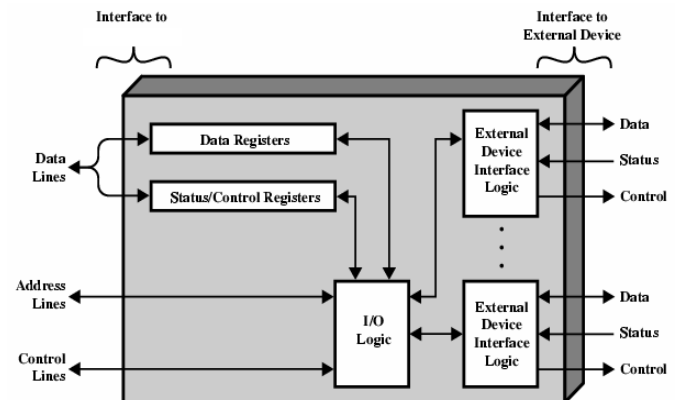 Interface to
Interface to
External Device
Data Registers
Status/Control Registers
Data
Lines
External
Device
Interface
Logic
Data
Status
Control
Address
Lines
I/O
Logic
Control
Lines
External
Device
Interface
Logic
Data
Status
Control